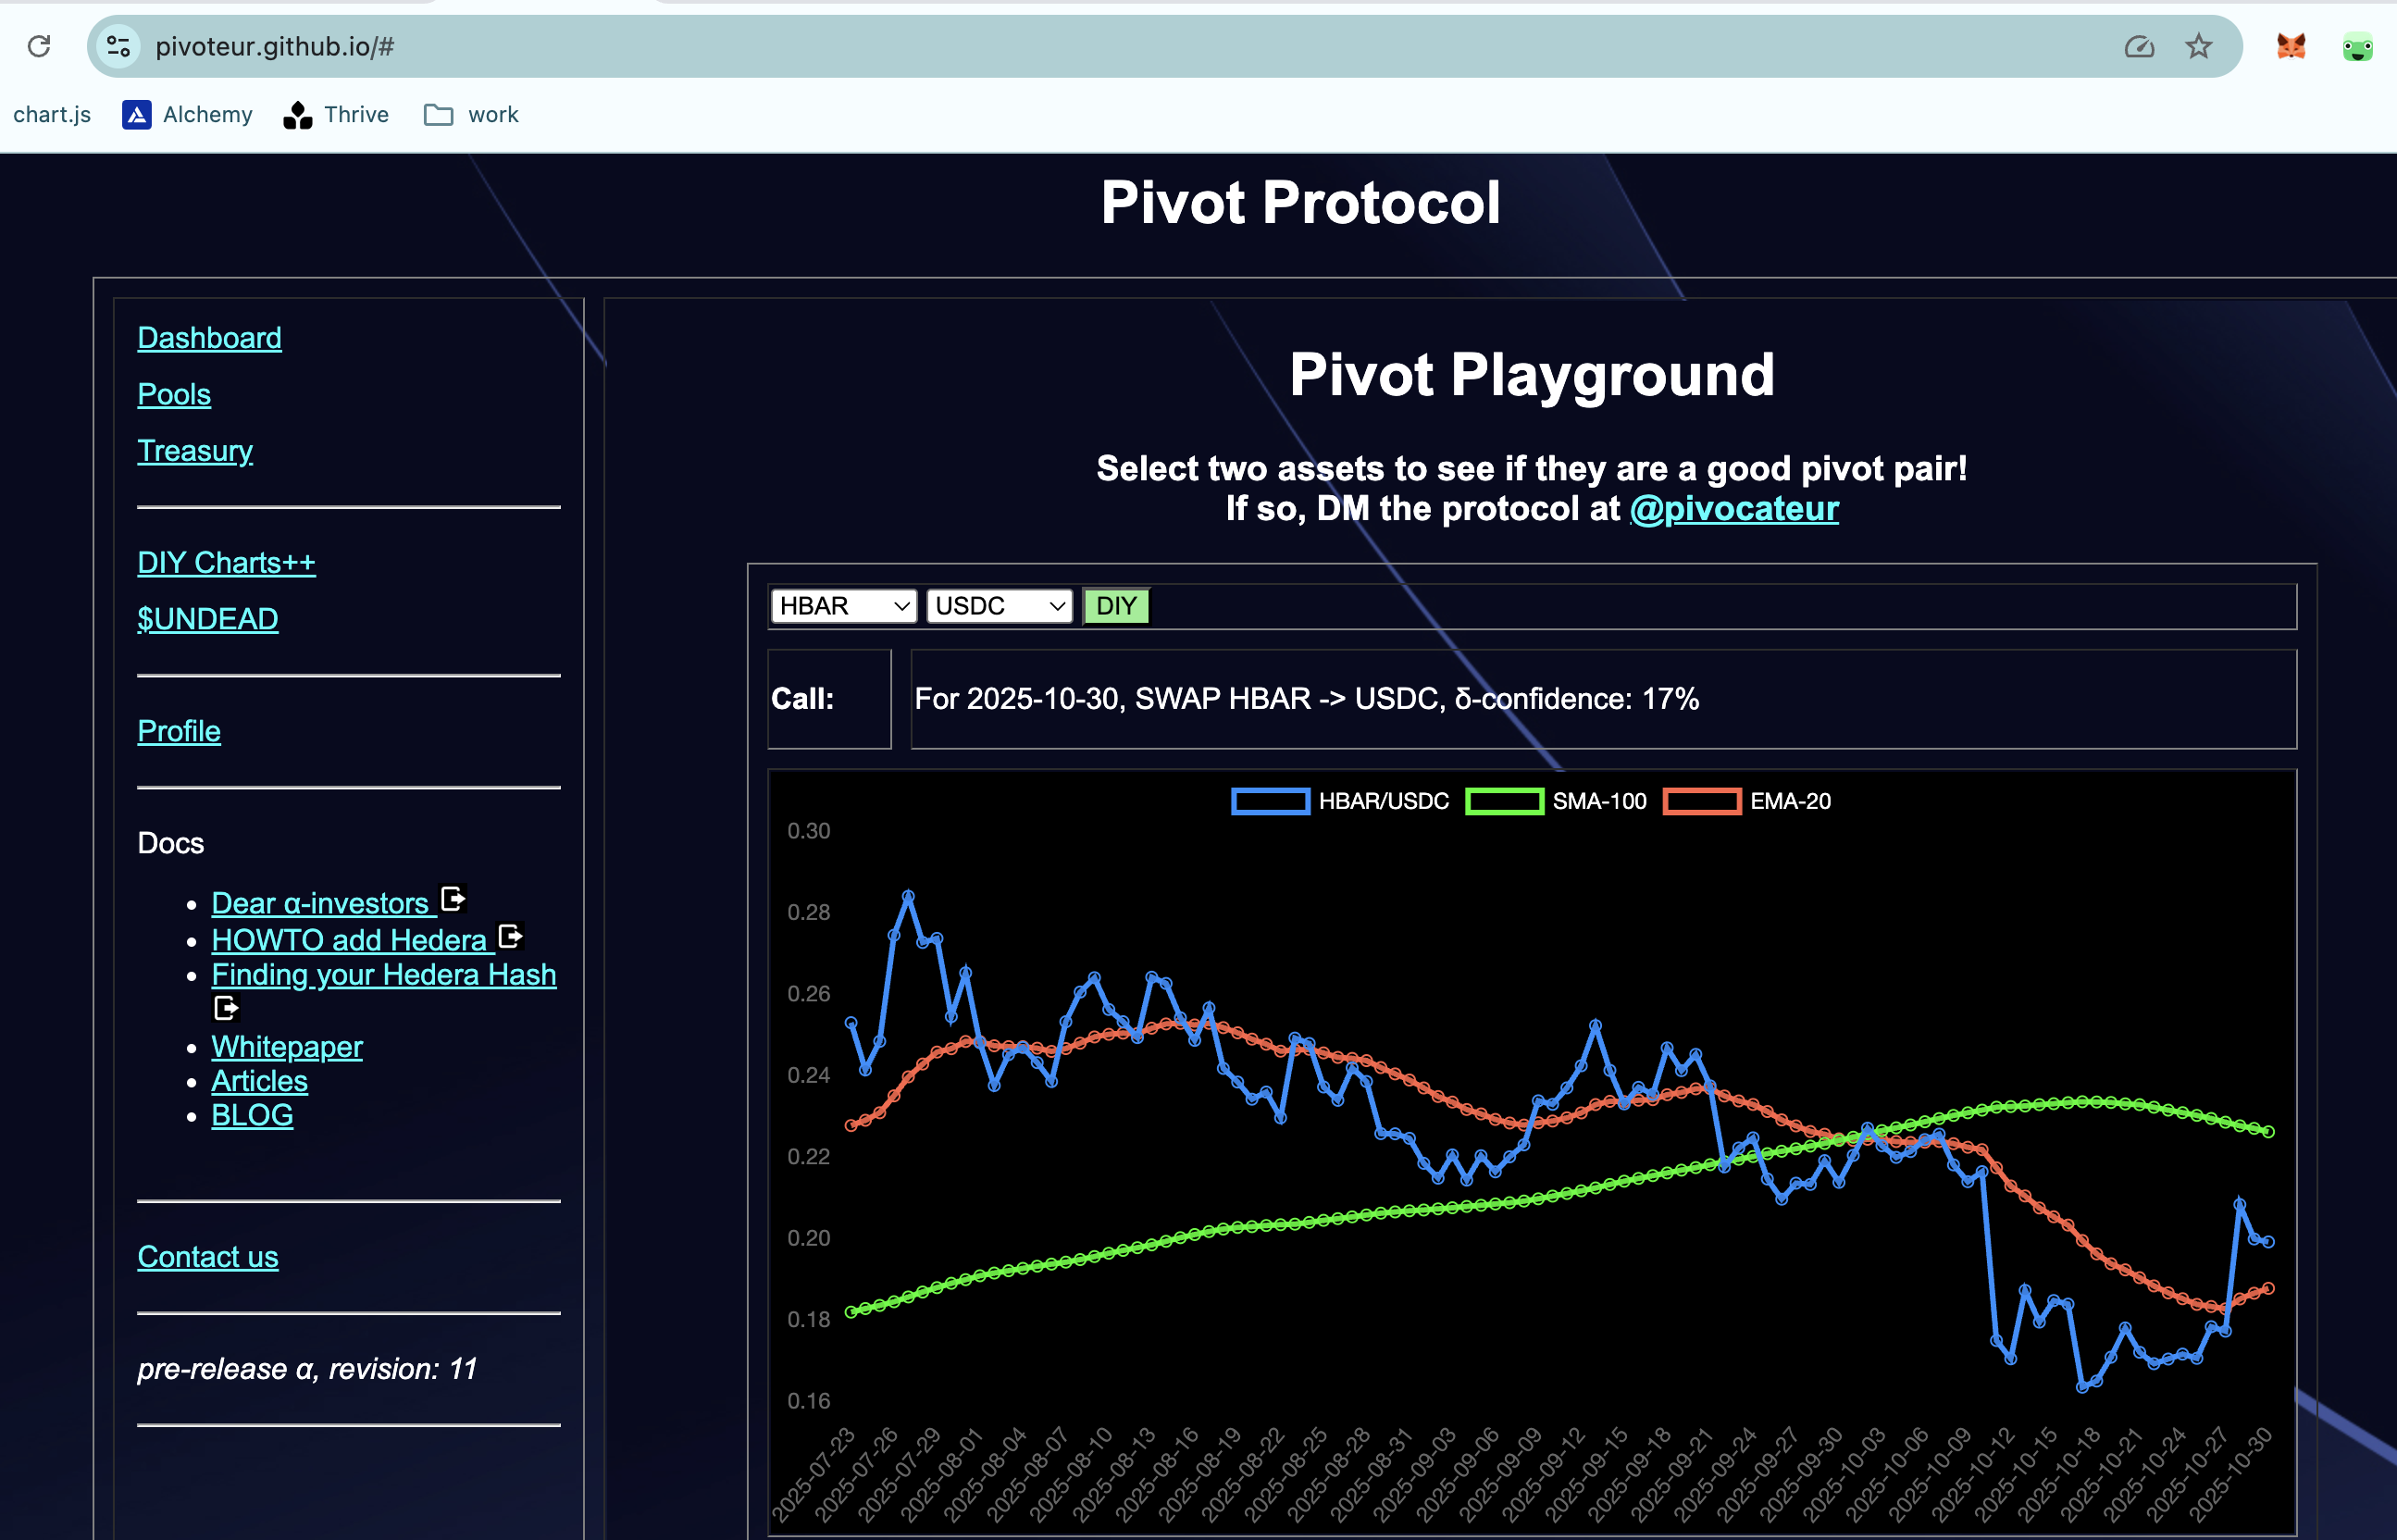 pivoteur.github.io/#
chart.js Alchemy Thrive work
Pivot Protocol
Dashboard
Pools
Treasury
DIY Charts++
$UNDEAD
Profile
Docs
Dear α-investors
HOWTO add Hedera
Finding your Hedera Hash
Whitepaper
Articles
BLOG
Contact us
pre-release α, revision: 11
Pivot Playground
Select two assets to see if they are a good pivot pair!
If so, DM the protocol at @pivocateur
HBAR USDC DIY
Call: For 2025-10-30, SWAP HBAR -> USDC, δ-confidence: 17%
HBAR/USDC SMA-100 EMA-20
0.30
0.28
0.26
0.24
0.22
0.20
0.18
0.16
2025-07-23 2025-07-26 2025-07-29 2025-08-01 2025-08-04 2025-08-07 2025-08-10 2025-08-13 2025-08-16 2025-08-19 2025-08-22 2025-08-25 2025-08-28 2025-08-31 2025-09-03 2025-09-06 2025-09-09 2025-09-12 2025-09-15 2025-09-18 2025-09-21 2025-09-24 2025-09-27 2025-09-30 2025-10-03 2025-10-06 2025-10-09 2025-10-12 2025-10-15 2025-10-18 2025-10-21 2025-10-24 2025-10-27 2025-10-30